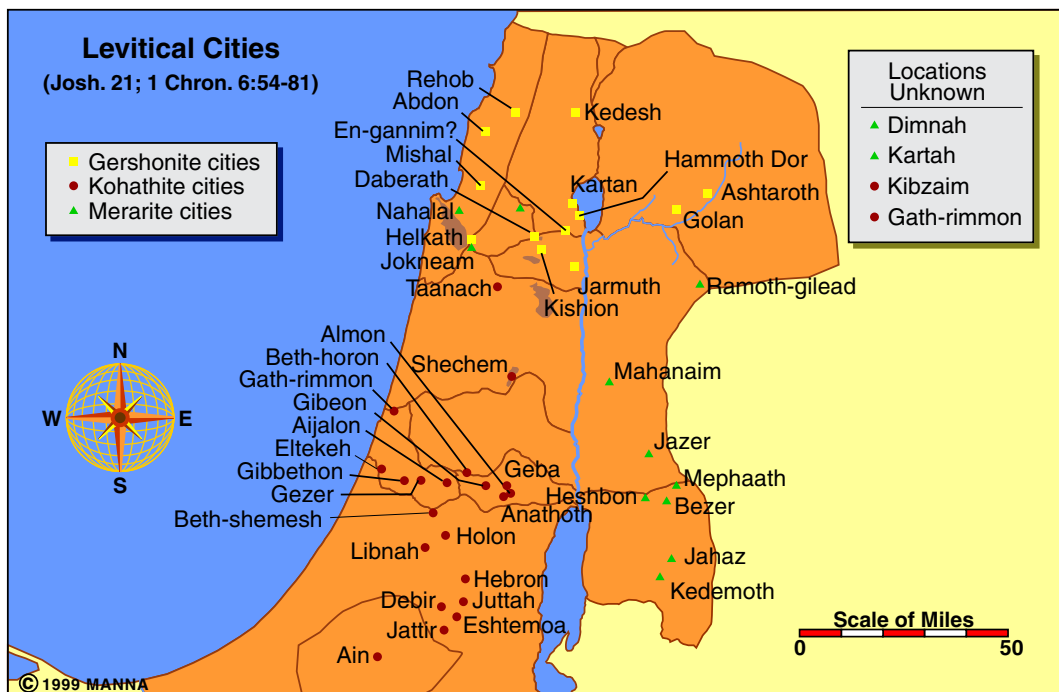 Levitical Cities
(Josh. 21; 1 Chron. 6:54-81)
Gershonite cities
Kohathite cities
Merarite cities
Locations
Unknown
Dimnah
Kartah
Kibzaim
Gath-rimmon
Rehob
Abdon
Kedesh
En-gannim?
Mishal
Hammoth Dor
Daberath
Kartan
Ashtaroth
Nahalal
Golan
Helkath
Jokneam
Taanach
Jarmuth
Ramoth-gilead
Kishion
Almon
Beth-horon
Shechem
Mahanaim
Gath-rimmon
Gibeon
Aijalon
Eltekeh
Jazer
Gibbethon
Geba
Mephaath
Gezer
Heshbon
Bezer
Beth-shemesh
Anathoth
Holon
Libnah
Jahaz
Hebron
Kedemoth
Debir
Juttah
Jattir
Eshtemoa
Ain
N
W
E
S
Scale of Miles
0
50
© 1999 MANNA